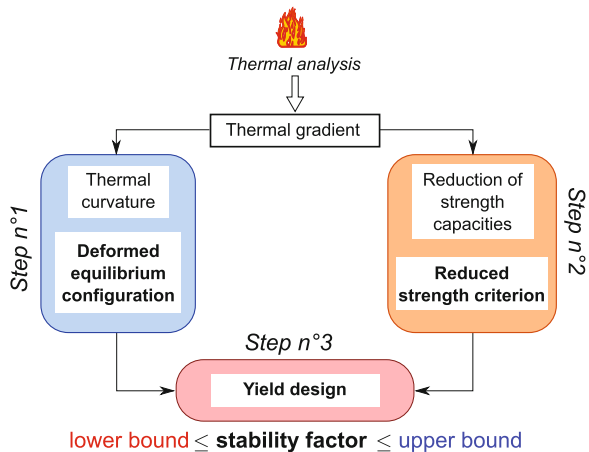 Thermal analysis
Thermal gradient
Step n°1
Thermal
curvature
Deformed
equilibrium
configuration
Reduction of
strength
capacities
Reduced
strength criterion
Step n°2
Step n°3
Yield design
lower bound ≤ stability factor ≤ upper bound